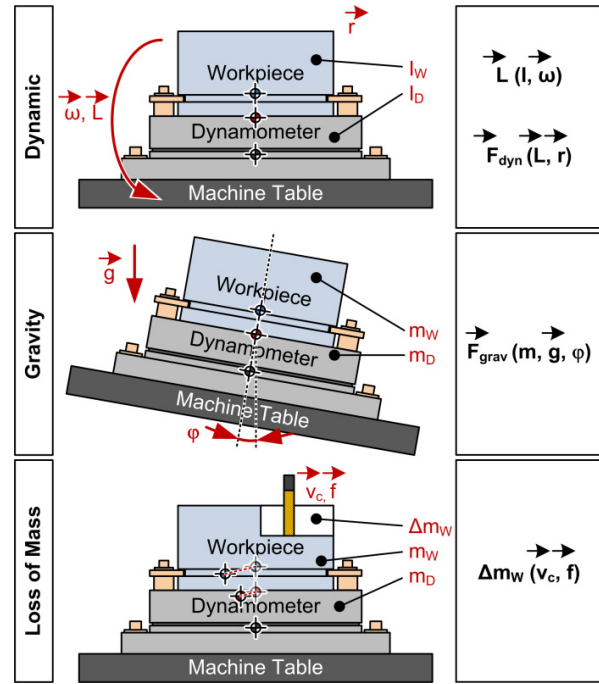 Dynamic
r
I_W
I_D
ω, L
Workpiece
Dynamometer
Machine Table
L (I, ω)
F_dyn (L, r)
Gravity
g
Workpiece
Dynamometer
Machine Table
m_W
m_D
φ
F_grav (m, g, φ)
Loss of Mass
v_c, f
Δm_W
m_W
m_D
Workpiece
Dynamometer
Machine Table
Δm_W (v_c, f)